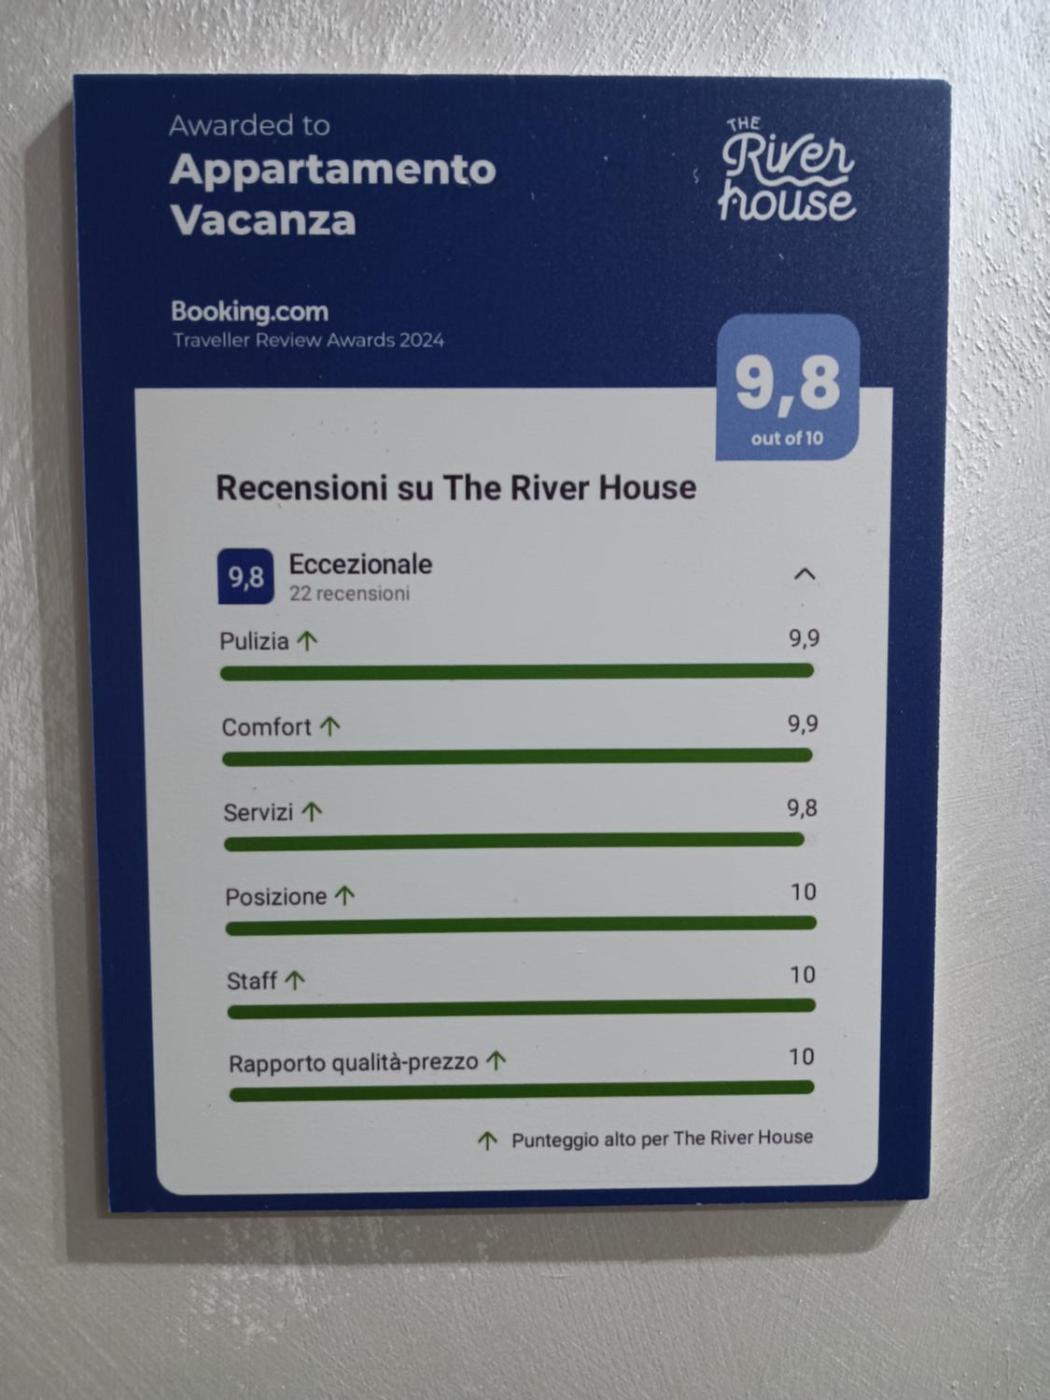 Awarded to
Appartamento
Vacanza
THE
River
house
Booking.com
Traveller Review Awards 2024
9,8
out of 10
Recensioni su The River House
9,8 Eccezionale
22 recensioni
Pulizia ↑ 9,9
Comfort ↑ 9,9
Servizi ↑ 9,8
Posizione ↑ 10
Staff ↑ 10
Rapporto qualità-prezzo ↑ 10
↑ Punteggio alto per The River House